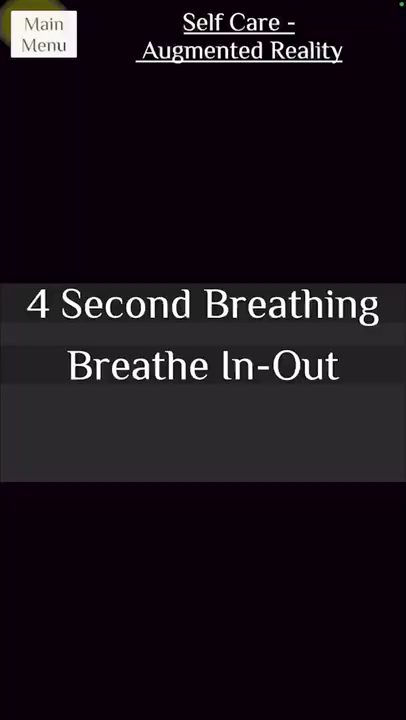 Main
Menu
Self Care -
Augmented Reality
4 Second Breathing
Breathe In-Out